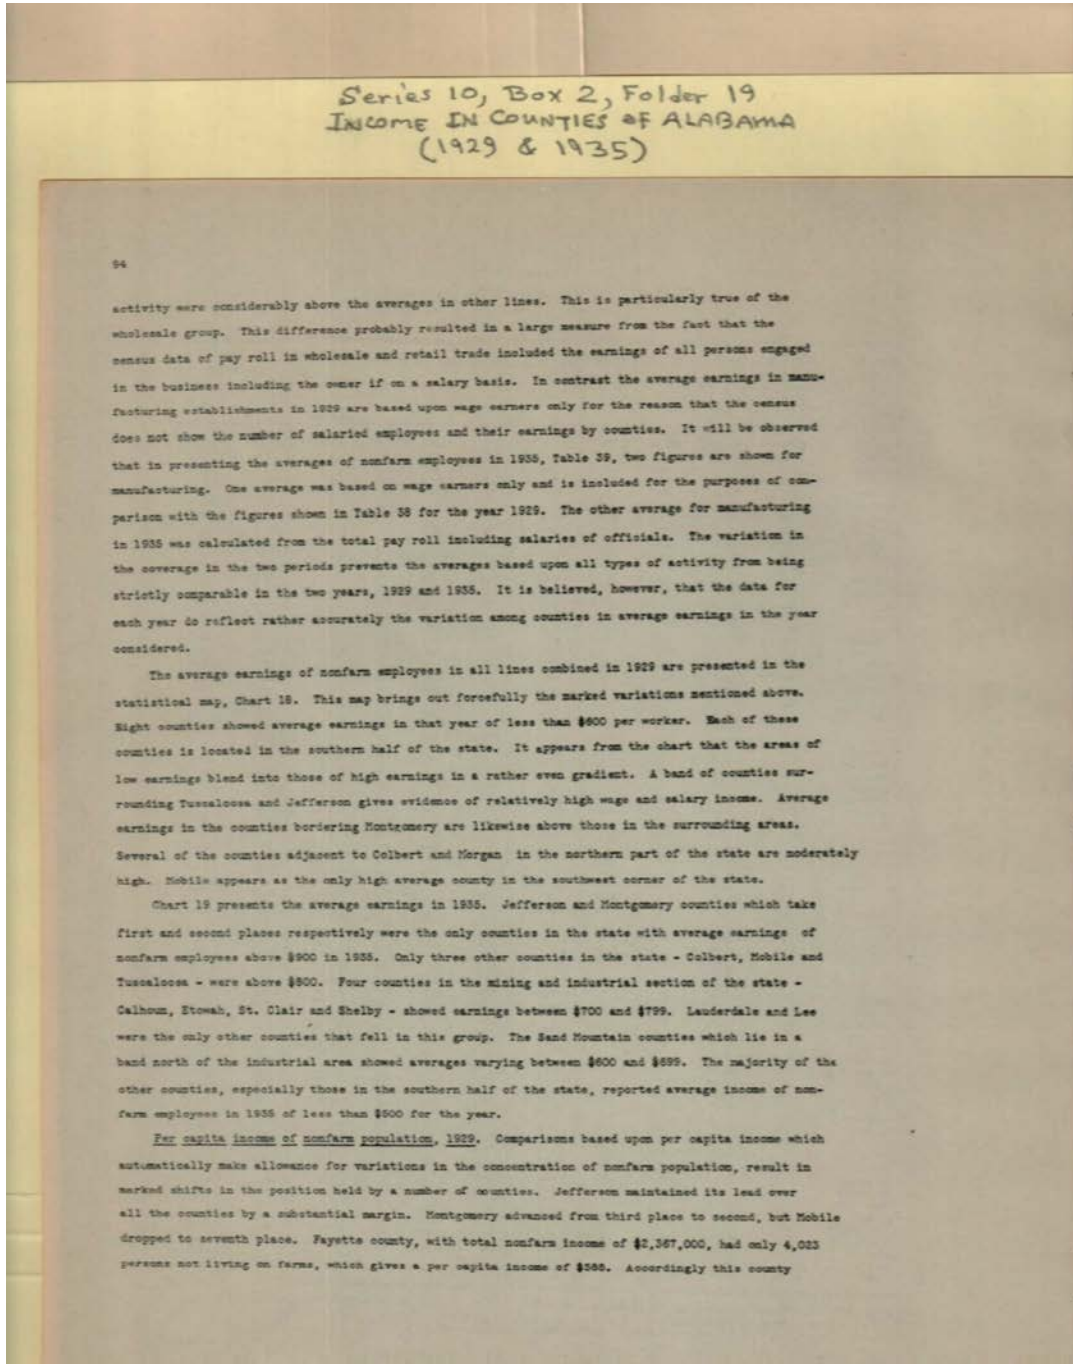 Series 10, Box 2, Folder 19
INCOME IN COUNTIES OF ALABAMA
(1929 & 1935)
94
activity were considerably above the averages in other lines. This is particularly true of the
wholesale group. This difference probably resulted in a large measure from the fact that the
census data of pay roll in wholesale and retail trade included the earnings of all persons engaged
in the business including the owner if on a salary basis. In contrast the average earnings in manu-
facturing establishments in 1929 are based upon wage earners only for the reason that the census
does not show the number of salaried employees and their earnings by counties. It will be observed
that in presenting the averages of nonfarm employees in 1935, Table 39, two figures are shown for
manufacturing. One average was based on wage earners only and is included for the purposes of com-
parison with the figures shown in Table 38 for the year 1929. The other average for manufacturing
in 1935 was calculated from the total pay roll including salaries of officials. The variation in
the coverage in the two periods prevents the averages based upon all types of activity from being
strictly comparable in the two years, 1929 and 1935. It is believed, however, that the data for
each year do reflect rather accurately the variation among counties in average earnings in the year
considered.
The average earnings of nonfarm employees in all lines combined in 1929 are presented in the
statistical map, Chart 18. This map brings out forcefully the marked variations mentioned above.
Eight counties showed average earnings in that year of less than $600 per worker. Each of these
counties is located in the southern half of the state. It appears from the chart that the areas of
low earnings blend into those of high earnings in a rather even gradient. A band of counties sur-
rounding Tuscaloosa and Jefferson gives evidence of relatively high wage and salary income. Average
earnings in the counties bordering Montgomery are likewise above those in the surrounding areas.
Several of the counties adjacent to Colbert and Morgan in the northern part of the state are moderately
high. Mobile appears as the only high average county in the southwest corner of the state.
Chart 19 presents the average earnings in 1935. Jefferson and Montgomery counties which take
first and second places respectively were the only counties in the state with average earnings of
nonfarm employees above $900 in 1935. Only three other counties in the state - Colbert, Mobile and
Tuscaloosa - were above $800. Four counties in the mining and industrial section of the state -
Calhoun, Etowah, St. Clair and Shelby - showed earnings between $700 and $799. Lauderdale and Lee
were the only other counties that fell in this group. The Sand Mountain counties which lie in a
band north of the industrial area showed averages varying between $600 and $699. The majority of the
other counties, especially those in the southern half of the state, reported average income of non-
farm employees in 1935 of less than $500 for the year.
Per capita income of nonfarm population, 1929. Comparisons based upon per capita income which
automatically make allowance for variations in the concentration of nonfarm population, result in
marked shifts in the position held by a number of counties. Jefferson maintained its lead over
all the counties by a substantial margin. Montgomery advanced from third place to second, but Mobile
dropped to seventh place. Fayette county, with total nonfarm income of $2,367,000, had only 4,023
persons not living on farms, which gives a per capita income of $588. Accordingly this county